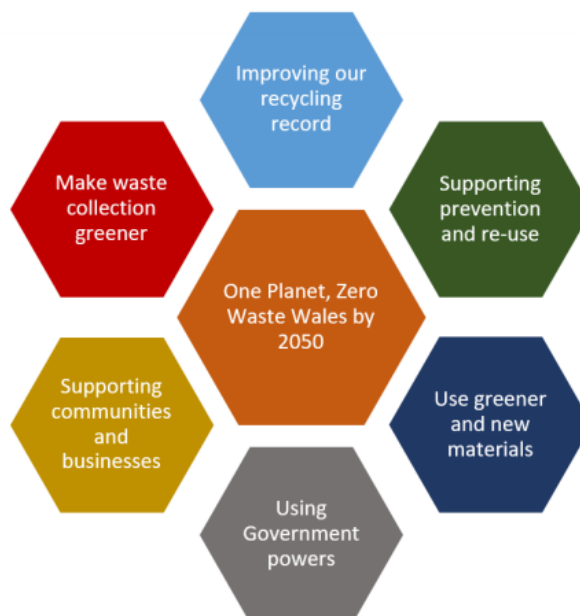 Improving our
recycling
record
Make waste
collection
greener
Supporting
prevention
and re-use
One Planet, Zero
Waste Wales by
2050
Supporting
communities
and
businesses
Use greener
and new
materials
Using
Government
powers